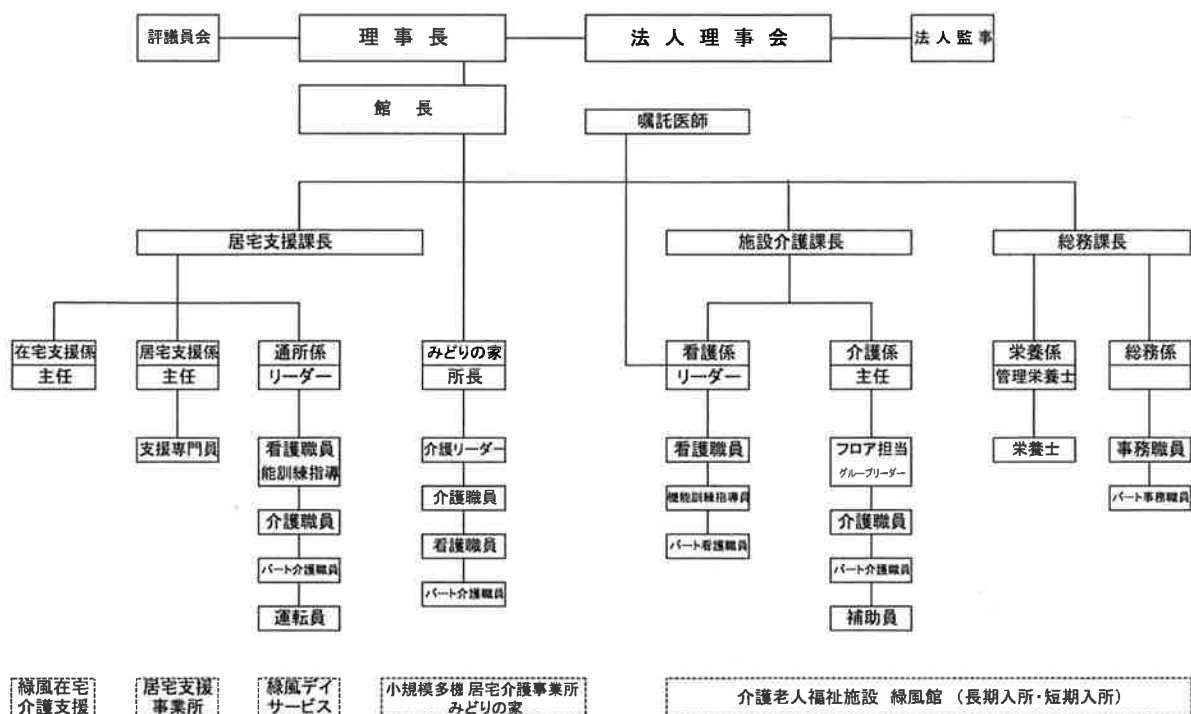 評議員会
理事長
法人理事会
法人監事
館長
嘱託医師
居宅支援課長
施設介護課長
総務課長
在宅支援係
主任
居宅支援係
主任
通所係
リーダー
みどりの家
所長
看護係
リーダー
介護係
主任
栄養係
管理栄養士
総務係
支援専門員
看護職員
能訓練指導
介護職員
パート介護職員
運転員
介護リーダー
介護職員
看護職員
パート介護職員
看護職員
機能訓練指導員
パート看護職員
フロア担当
グループリーダー
介護職員
パート介護職員
補助員
栄養士
事務職員
パート事務職員
緑風在宅
介護支援
居宅支援
事業所
緑風デイ
サービス
小規模多機 居宅介護事業所
みどりの家
介護老人福祉施設 緑風館 （長期入所・短期入所）